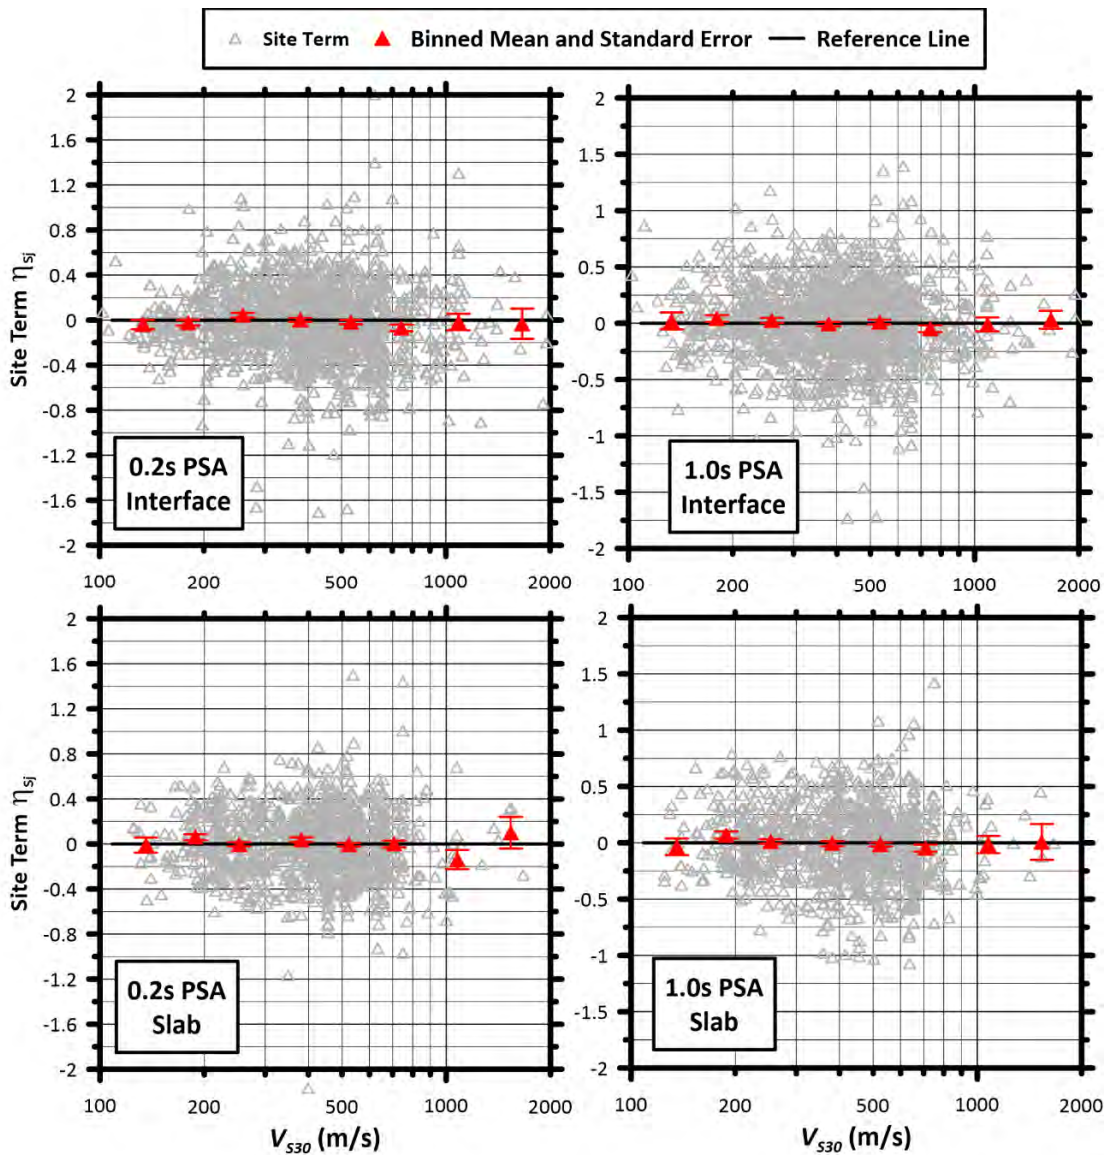 Site Term Binned Mean and Standard Error Reference Line
2
1.6
1.2
0.8
0.4
0
-0.4
-0.8
-1.2
-1.6
-2
Site Term ηsj
0.2s PSA
Interface
100 200 500 1000 2000
2
1.5
1
0.5
0
-0.5
-1
-1.5
-2
1.0s PSA
Interface
100 200 500 1000 2000
2
1.6
1.2
0.8
0.4
0
-0.4
-0.8
-1.2
-1.6
-2
Site Term ηsj
0.2s PSA
Slab
100 200 500 1000 2000
VS30 (m/s)
2
1.5
1
0.5
0
-0.5
-1
-1.5
-2
1.0s PSA
Slab
100 200 500 1000 2000
VS30 (m/s)